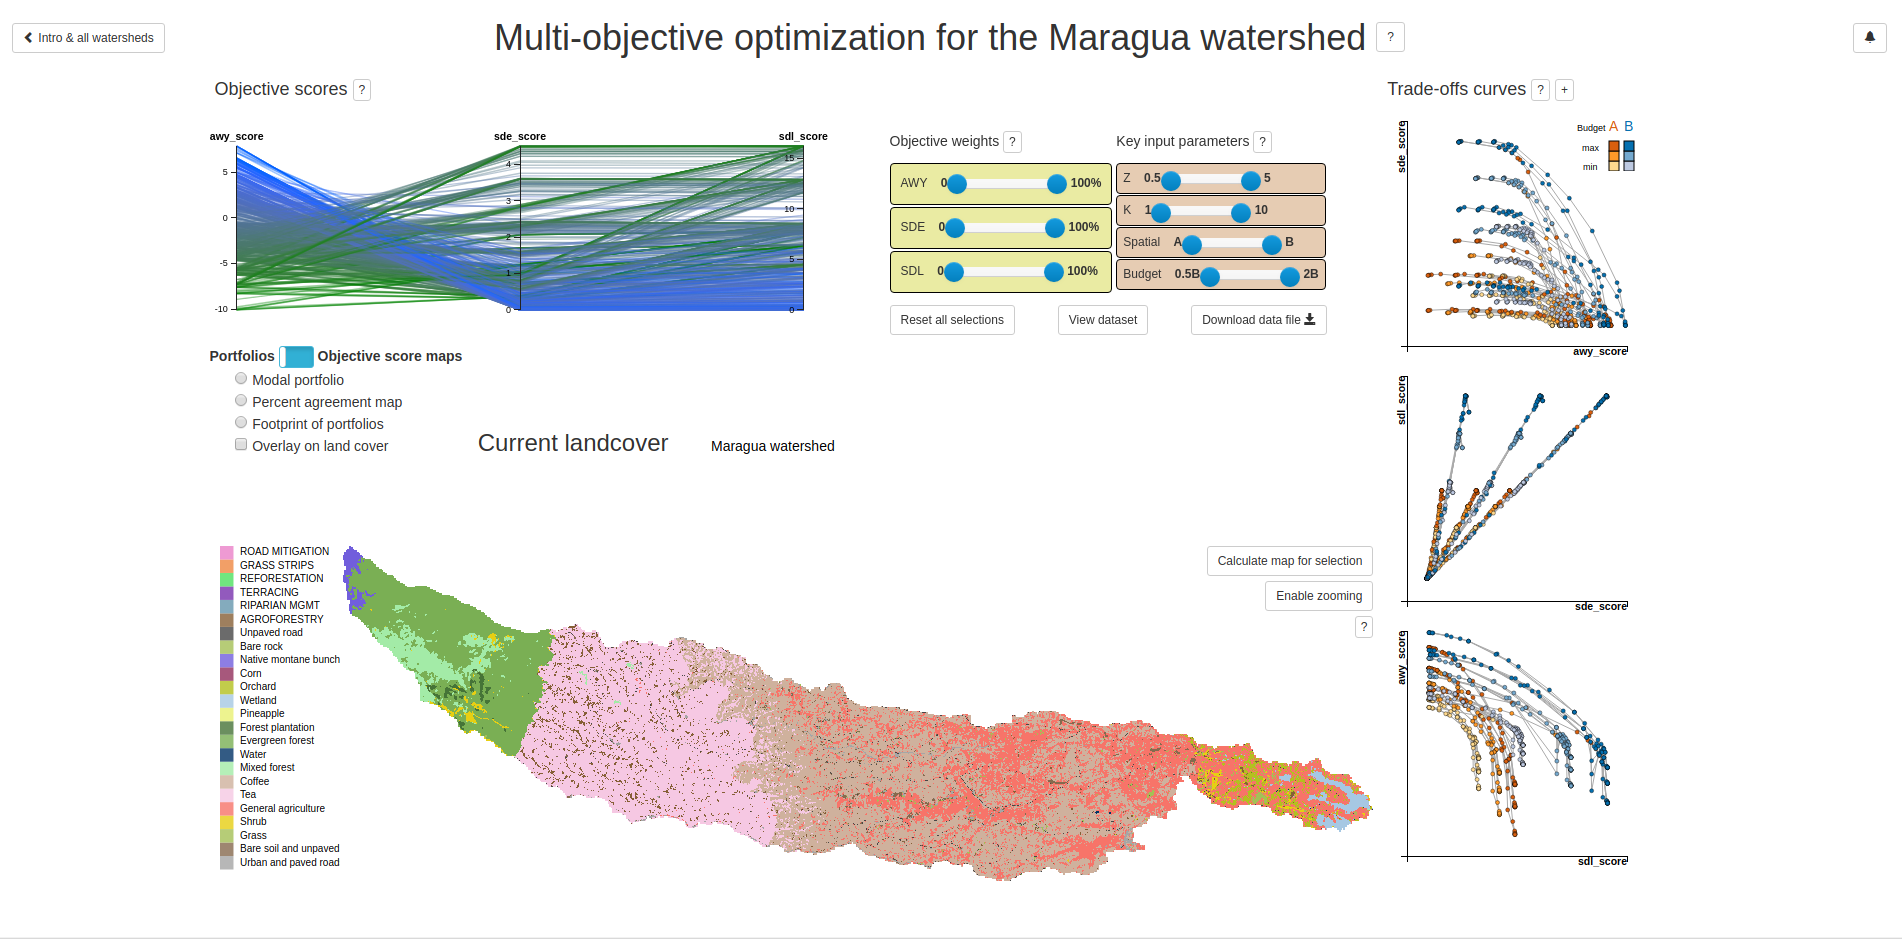 Intro & all watersheds
Multi-objective optimization for the Maragua watershed ?
Objective scores ?
Trade-offs curves ? +
awy_score
sde_score
sdl_score
5
0
-5
-10
4
3
2
1
0
15
10
5
0
Objective weights ?
AWY 0 100%
SDE 0 100%
SDL 0 100%
Key input parameters ?
Z 0.5 5
K 1 10
Spatial A B
Budget 0.5B 2B
Reset all selections
View dataset
Download data file
Portfolios Objective score maps
Modal portfolio
Percent agreement map
Footprint of portfolios
Overlay on land cover
Current landcover
Maragua watershed
ROAD MITIGATION
GRASS STRIPS
REFORESTATION
TERRACING
RIPARIAN MGMT
AGROFORESTRY
Unpaved road
Bare rock
Native montane bunch
Corn
Orchard
Wetland
Pineapple
Forest plantation
Evergreen forest
Water
Mixed forest
Coffee
Tea
General agriculture
Shrub
Grass
Bare soil and unpaved
Urban and paved road
Calculate map for selection
Enable zooming
?
sde_score
Budget A B
max
min
awy_score
sdl_score
sde_score
awy_score
sdl_score